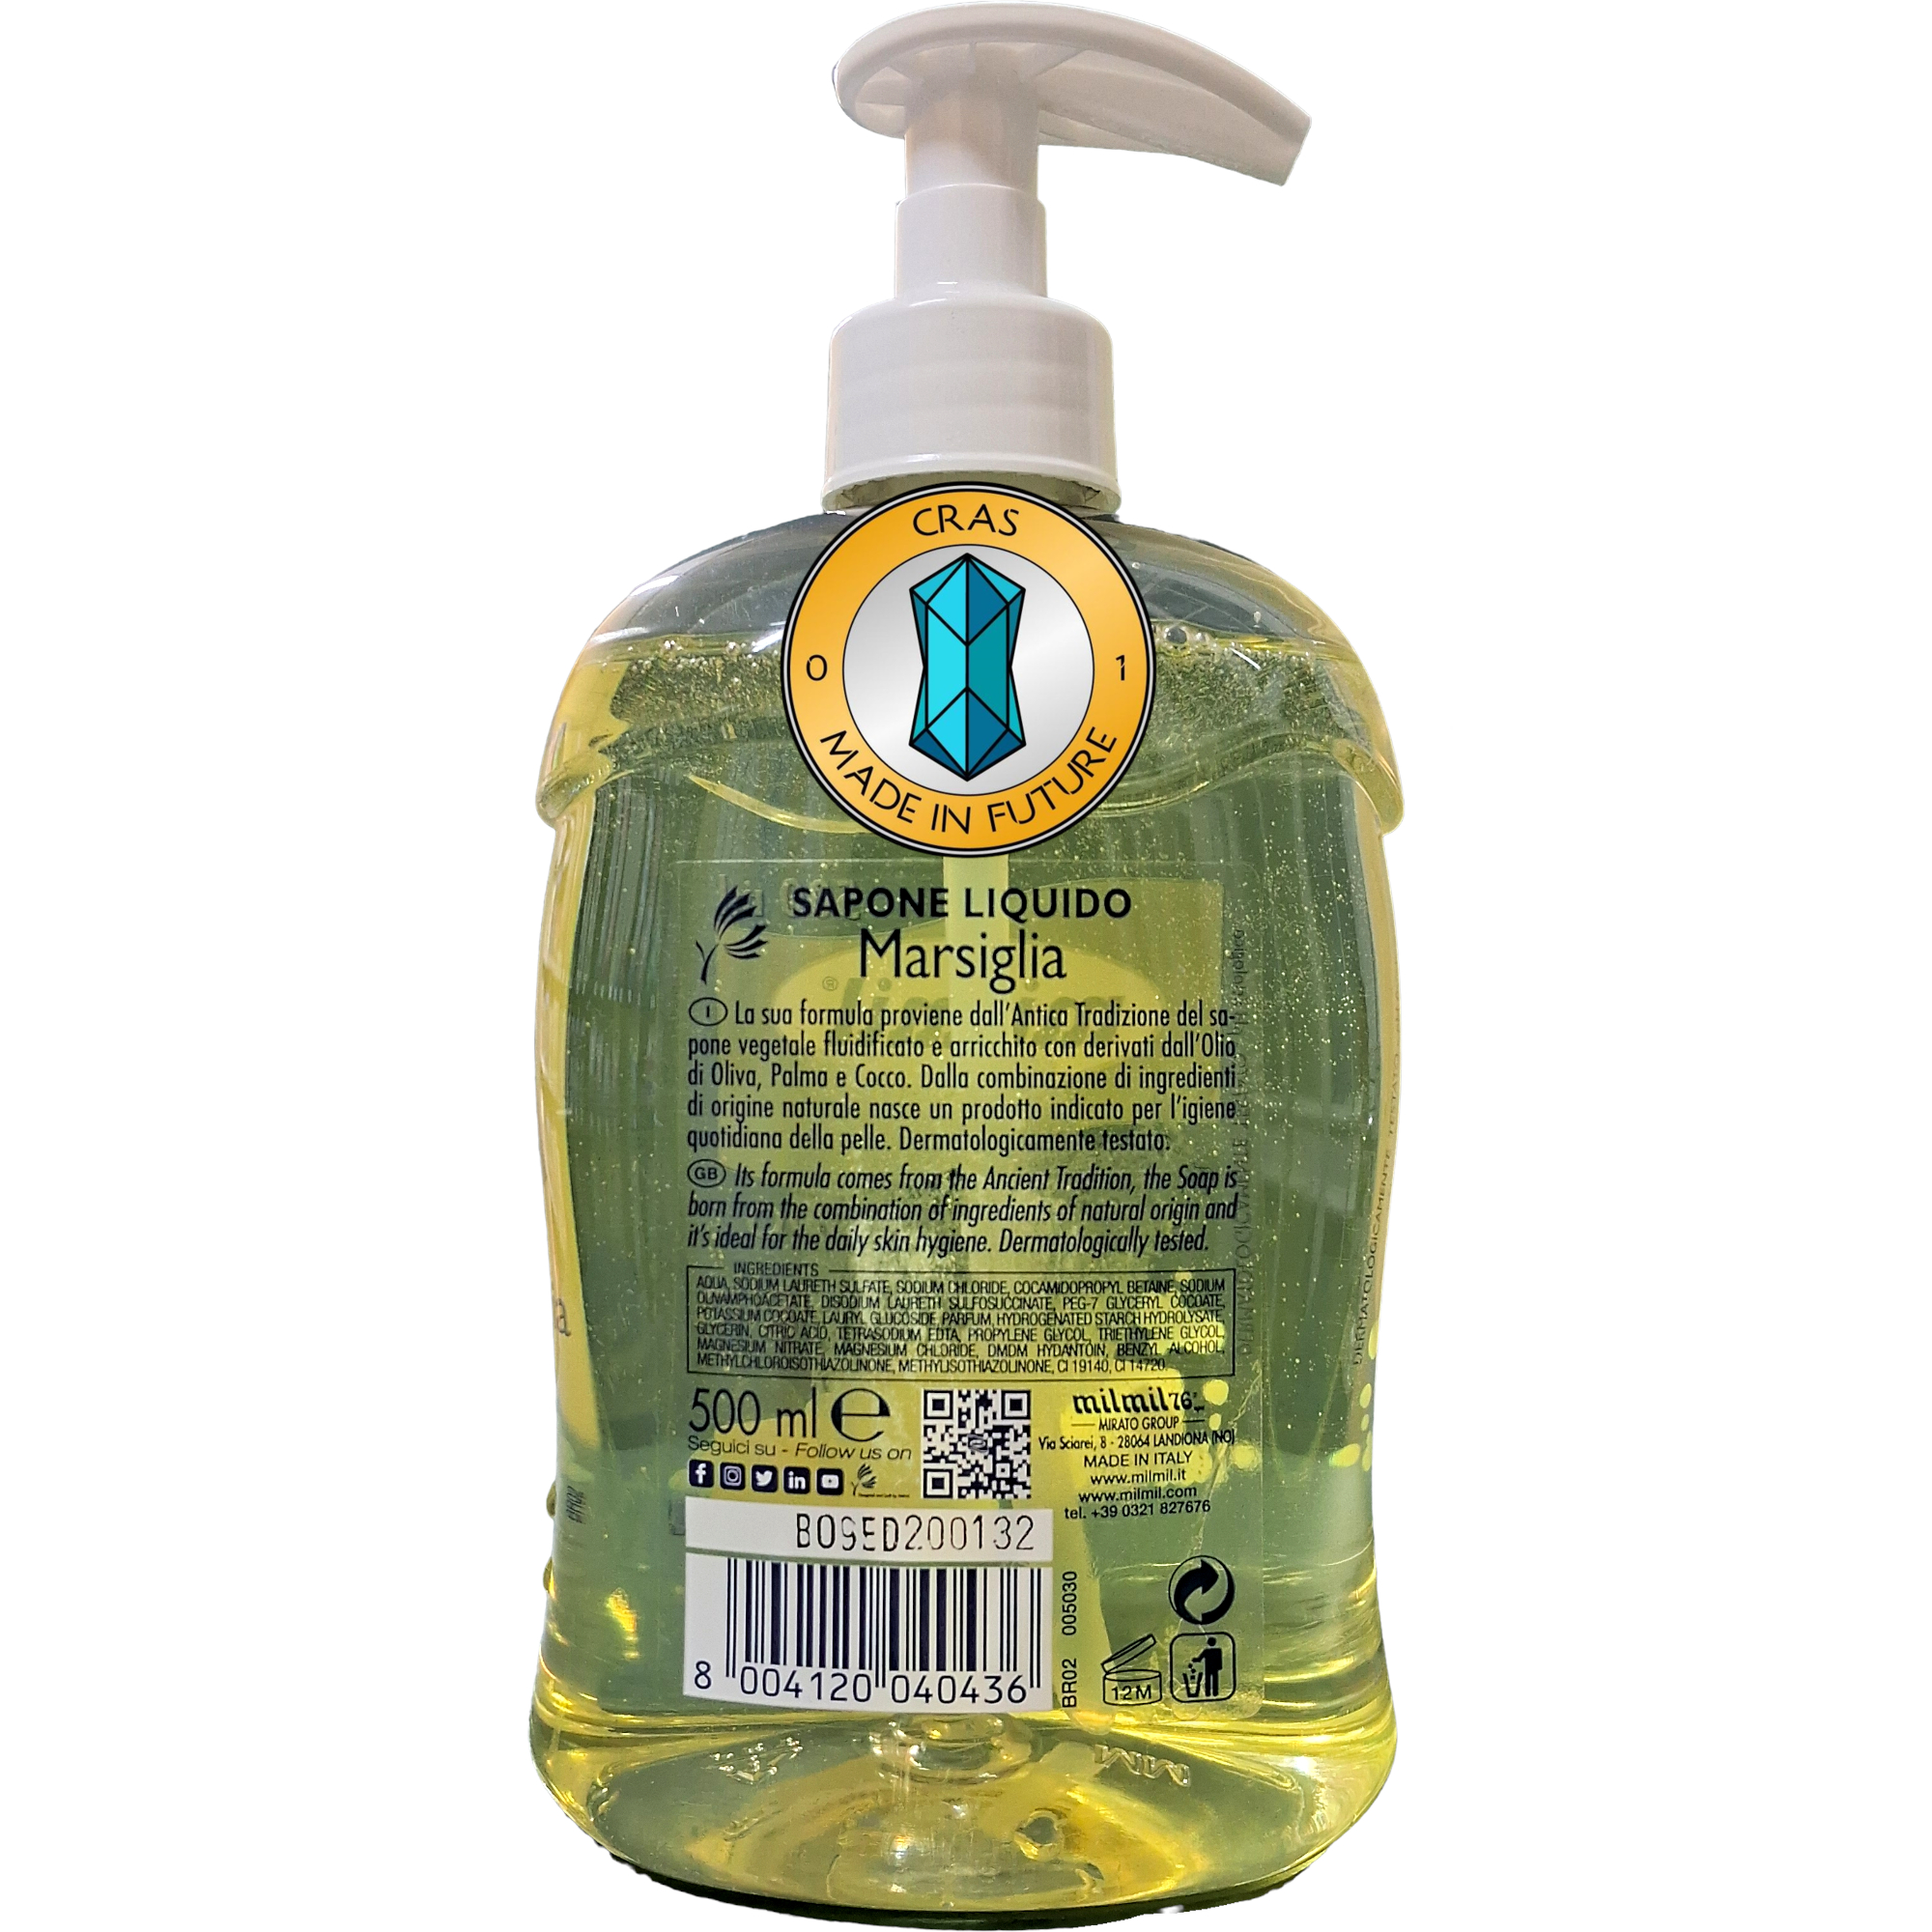 CRAS
0 1
MADE IN FUTURE
SAPONE LIQUIDO
Marsiglia
I La sua formula proviene dall'Antica Tradizione del sa-
pone vegetale fluidificato e arricchito con derivati dall'Olio
di Oliva, Palma e Cocco. Dalla combinazione di ingredienti
di origine naturale nasce un prodotto indicato per l'igiene
quotidiana della pelle. Dermatologicamente testato.
GB Its formula comes from the Ancient Tradition, the Soap is
born from the combination of ingredients of natural origin and
it's ideal for the daily skin hygiene. Dermatologically tested.
INGREDIENTS
AQUA, SODIUM LAURETH SULFATE, SODIUM CHLORIDE, COCAMIDOPROPYL BETAINE, SODIUM
OLIVAMPHOACETATE, DISODIUM LAURETH SULFOSUCCINATE, PEG-7 GLYCERYL COCOATE,
POTASSIUM COCOATE, LAURYL GLUCOSIDE, PARFUM, HYDROGENATED STARCH HYDROLYSATE,
GLYCERIN, CITRIC ACID, TETRASODIUM EDTA, PROPYLENE GLYCOL, TRIETHYLENE GLYCOL,
MAGNESIUM NITRATE, MAGNESIUM CHLORIDE, DMDM HYDANTOIN, BENZYL ALCOHOL,
METHYLCHLOROISOTHIAZOLINONE, METHYLISOTHIAZOLINONE, CI 19140, CI 14720.
500 ml e
Seguici su - Follow us on
milmil76
MIRATO GROUP
Via Sciarei, 8 - 28064 LANDIONA (NO)
MADE IN ITALY
www.milmil.it
www.milmil.com
tel. +39 0321 827676
B09ED200132
8 004120 040436
BR02 005030
12M
DERMATOLOGICAMENTE TESTATO
MM